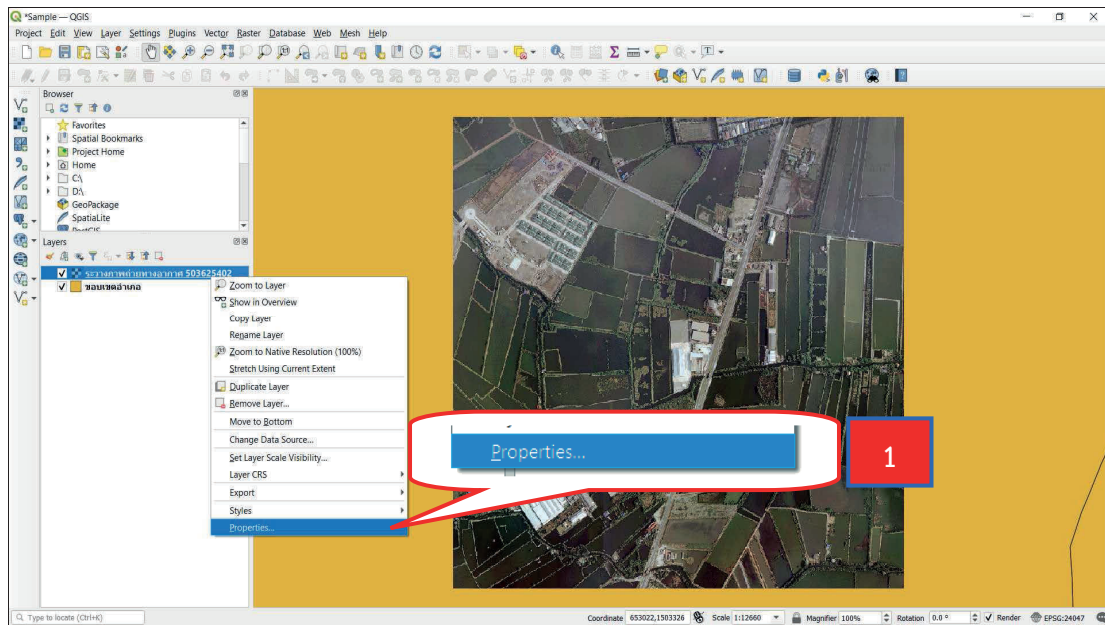 *Sample — QGIS
Project Edit View Layer Settings Plugins Vector Raster Database Web Mesh Help
Browser
Favorites
Spatial Bookmarks
Project Home
Home
C:\
D:\
GeoPackage
SpatiaLite
PostGIS
Layers
ระวางภาพถ่ายทางอากาศ 503625402
ขอบเขตอำเภอ
Zoom to Layer
Show in Overview
Copy Layer
Rename Layer
Zoom to Native Resolution (100%)
Stretch Using Current Extent
Duplicate Layer
Remove Layer...
Move to Bottom
Change Data Source...
Set Layer Scale Visibility...
Layer CRS
Export
Styles
Properties...
Properties...
1
Type to locate (Ctrl+K)
Coordinate 653022,1503326 Scale 1:12660 Magnifier 100% Rotation 0.0 ° Render EPSG:24047